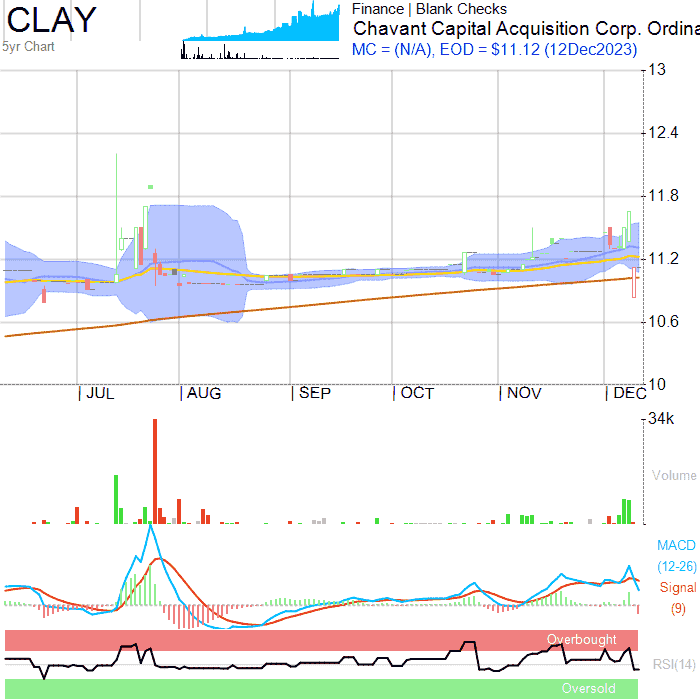 CLAY
5yr Chart
Finance | Blank Checks
Chavant Capital Acquisition Corp. Ordina
MC = (N/A), EOD = $11.12 (12Dec2023)
13
12.4
11.8
11.2
10.6
10
| JUL
| AUG
| SEP
| OCT
| NOV
| DEC
34k
Volume
MACD
(12-26)
Signal
(9)
Overbought
RSI(14)
Oversold